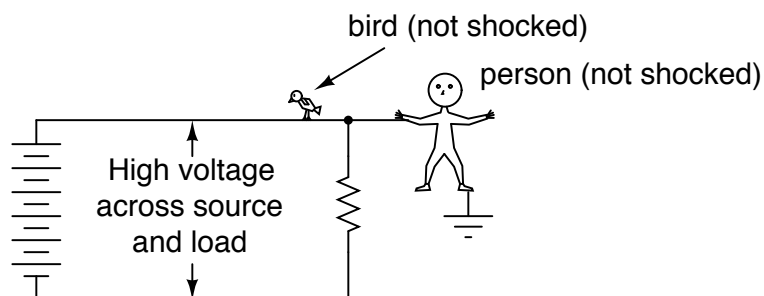 bird (not shocked)
person (not shocked)
High voltage
across source
and load